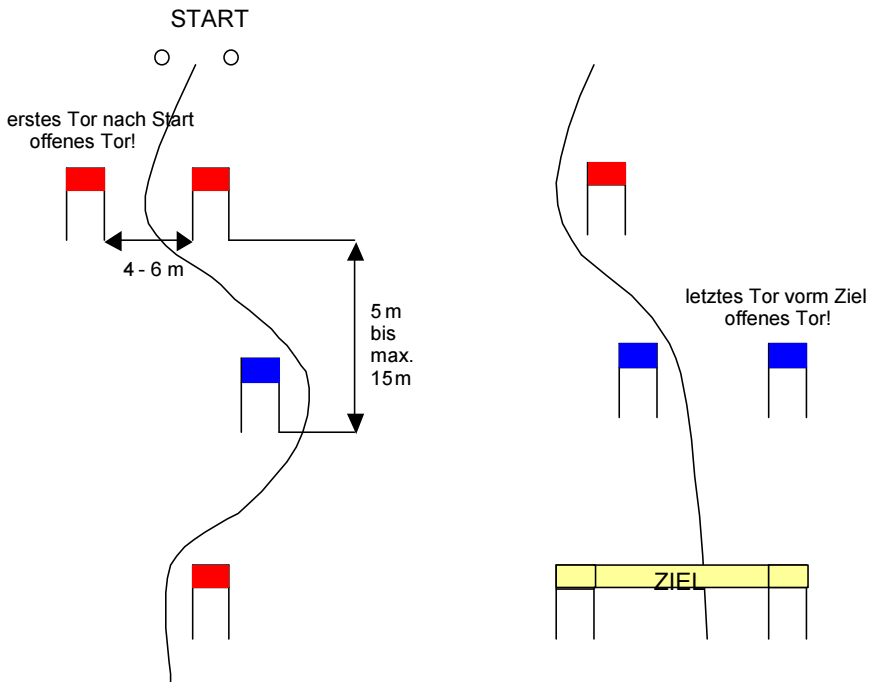 START
erstes Tor nach Start
offenes Tor!
4 - 6 m
5 m
bis
max.
15 m
letztes Tor vorm Ziel
offenes Tor!
ZIEL